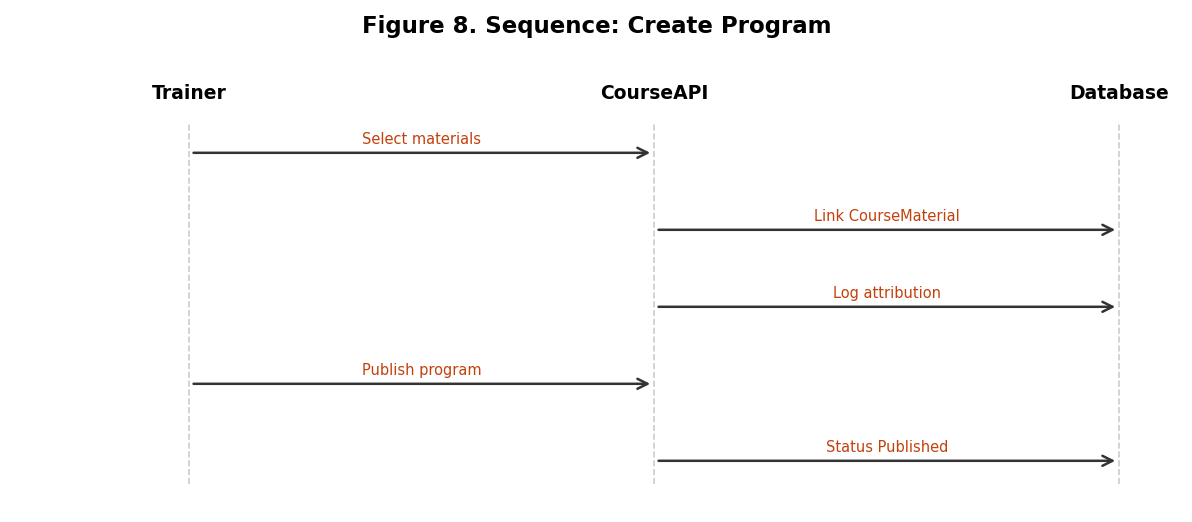 Figure 8. Sequence: Create Program
Trainer
CourseAPI
Database
Select materials
Link CourseMaterial
Log attribution
Publish program
Status Published